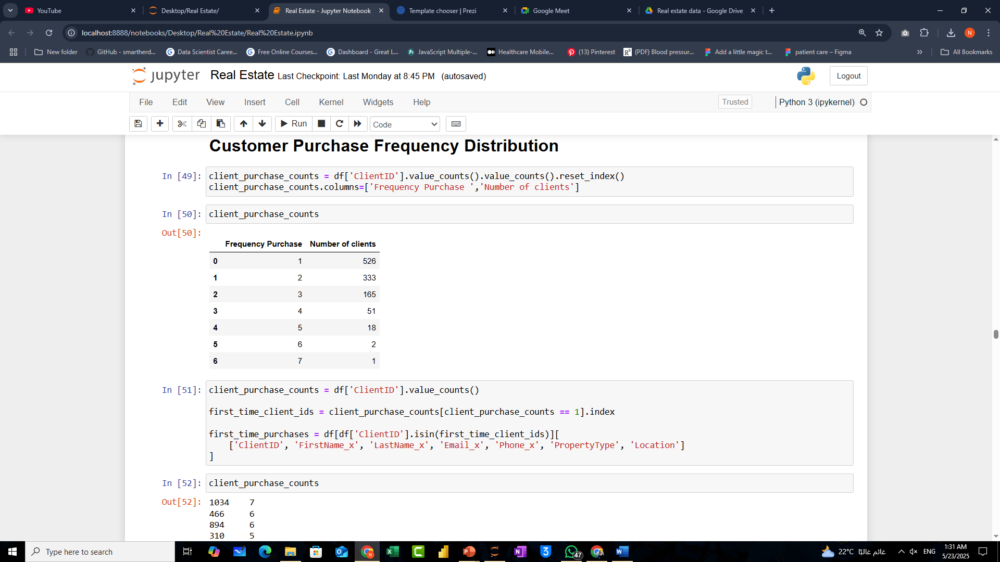 YouTube
Desktop/Real Estate/
Real Estate - Jupyter Notebook
Template chooser | Prezi
Google Meet
Real estate data - Google Drive
localhost:8888/notebooks/Desktop/Real%20Estate/Real%20Estate.ipynb
N
New folder
GitHub - smartherd...
Data Scientist Caree...
Free Online Courses...
Dashboard - Great L...
JavaScript Multiple-...
Healthcare Mobile...
(13) Pinterest
(PDF) Blood pressur...
Add a little magic t...
patient care – Figma
All Bookmarks
jupyter Real Estate Last Checkpoint: Last Monday at 8:45 PM (autosaved)
Logout
File Edit View Insert Cell Kernel Widgets Help
Trusted
Python 3 (ipykernel)
Run
Code
Customer Purchase Frequency Distribution
In [49]: client_purchase_counts = df['ClientID'].value_counts().value_counts().reset_index()
client_purchase_counts.columns=['Frequency Purchase ','Number of clients']
In [50]: client_purchase_counts
Out[50]:
Frequency Purchase Number of clients
0 1 526
1 2 333
2 3 165
3 4 51
4 5 18
5 6 2
6 7 1
In [51]: client_purchase_counts = df['ClientID'].value_counts()
first_time_client_ids = client_purchase_counts[client_purchase_counts == 1].index
first_time_purchases = df[df['ClientID'].isin(first_time_client_ids)][
['ClientID', 'FirstName_x', 'LastName_x', 'Email_x', 'Phone_x', 'PropertyType', 'Location']
]
In [52]: client_purchase_counts
Out[52]: 1034 7
466 6
894 6
310 5
Type here to search
47
22°C غائم غالبًا
ENG
1:31 AM
5/23/2025